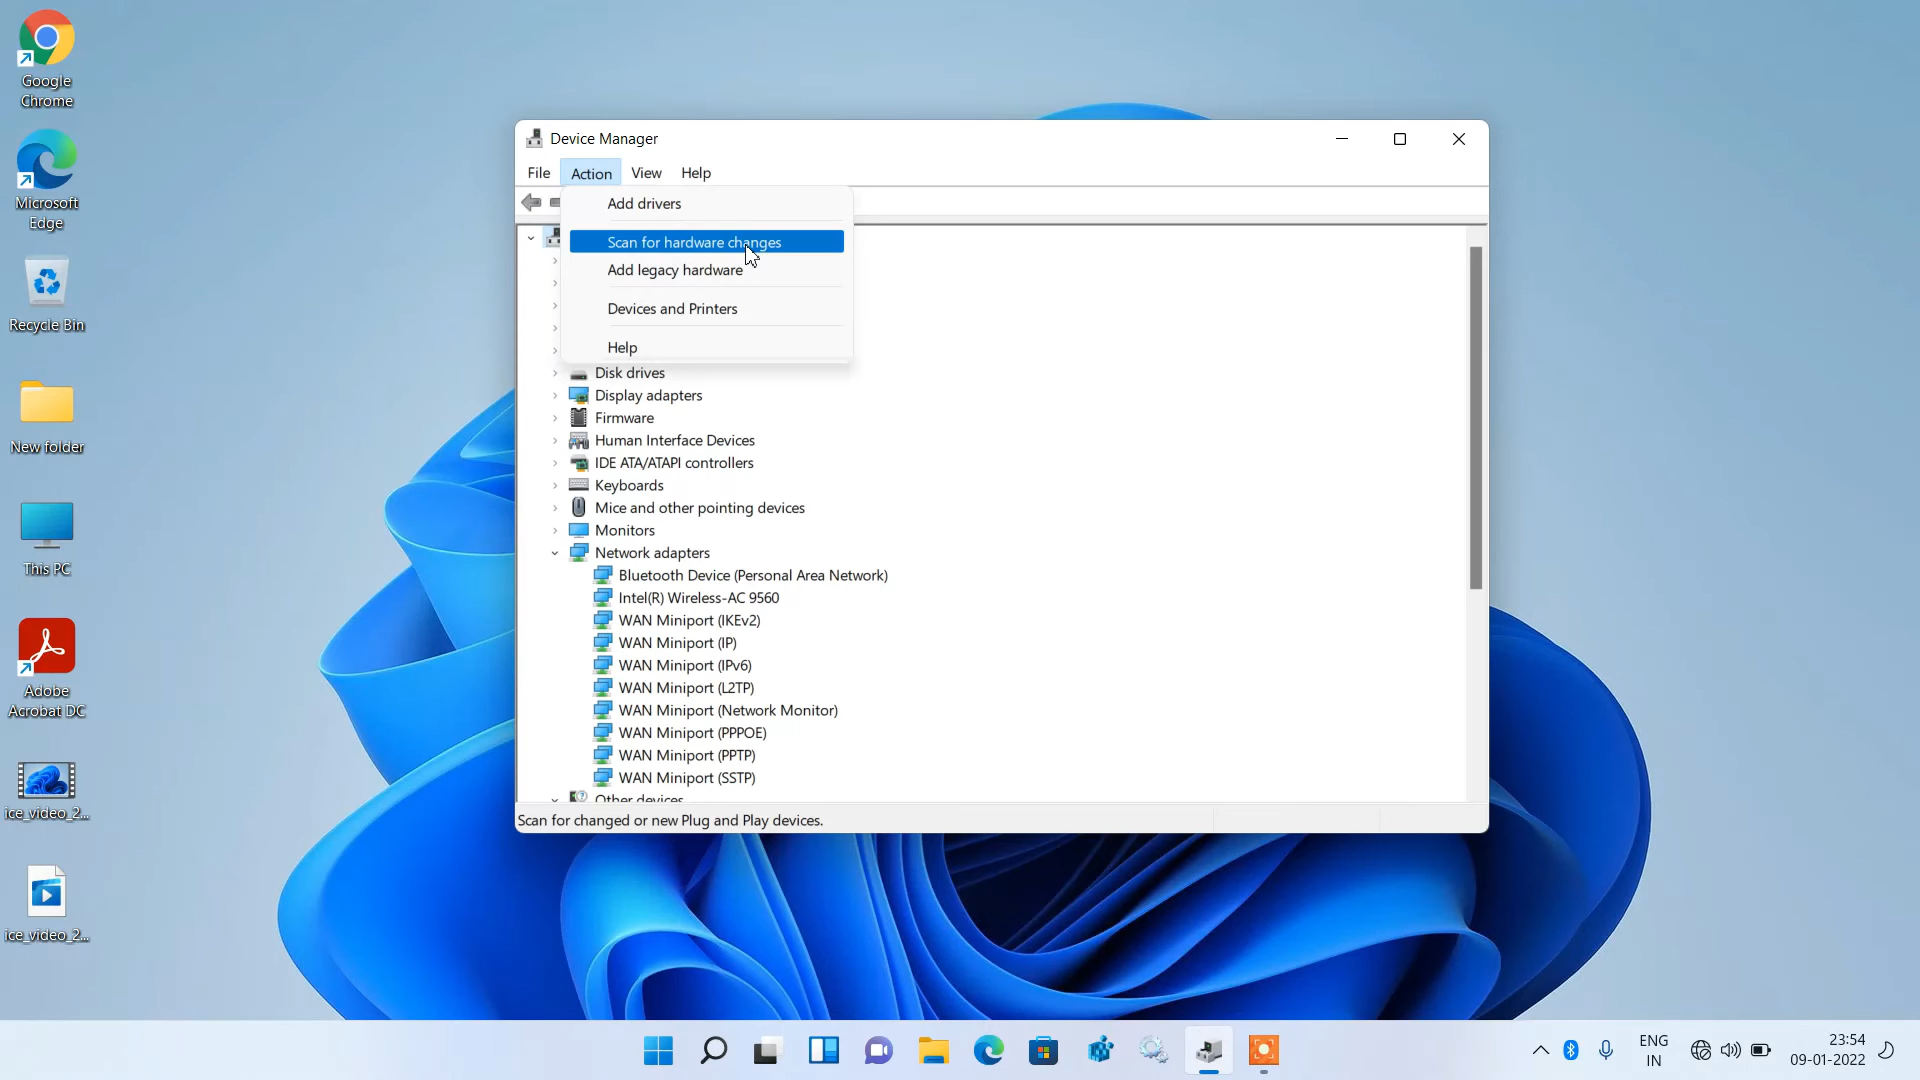 Google
Chrome
Microsoft
Edge
Recycle Bin
New folder
This PC
Adobe
Acrobat DC
ice_video_2...
ice_video_2...
Device Manager
File Action View Help
Add drivers
Scan for hardware changes
Add legacy hardware
Devices and Printers
Help
Disk drives
Display adapters
Firmware
Human Interface Devices
IDE ATA/ATAPI controllers
Keyboards
Mice and other pointing devices
Monitors
Network adapters
Bluetooth Device (Personal Area Network)
Intel(R) Wireless-AC 9560
WAN Miniport (IKEv2)
WAN Miniport (IP)
WAN Miniport (IPv6)
WAN Miniport (L2TP)
WAN Miniport (Network Monitor)
WAN Miniport (PPPOE)
WAN Miniport (PPTP)
WAN Miniport (SSTP)
Other devices
Scan for changed or new Plug and Play devices.
ENG
IN
23:54
09-01-2022